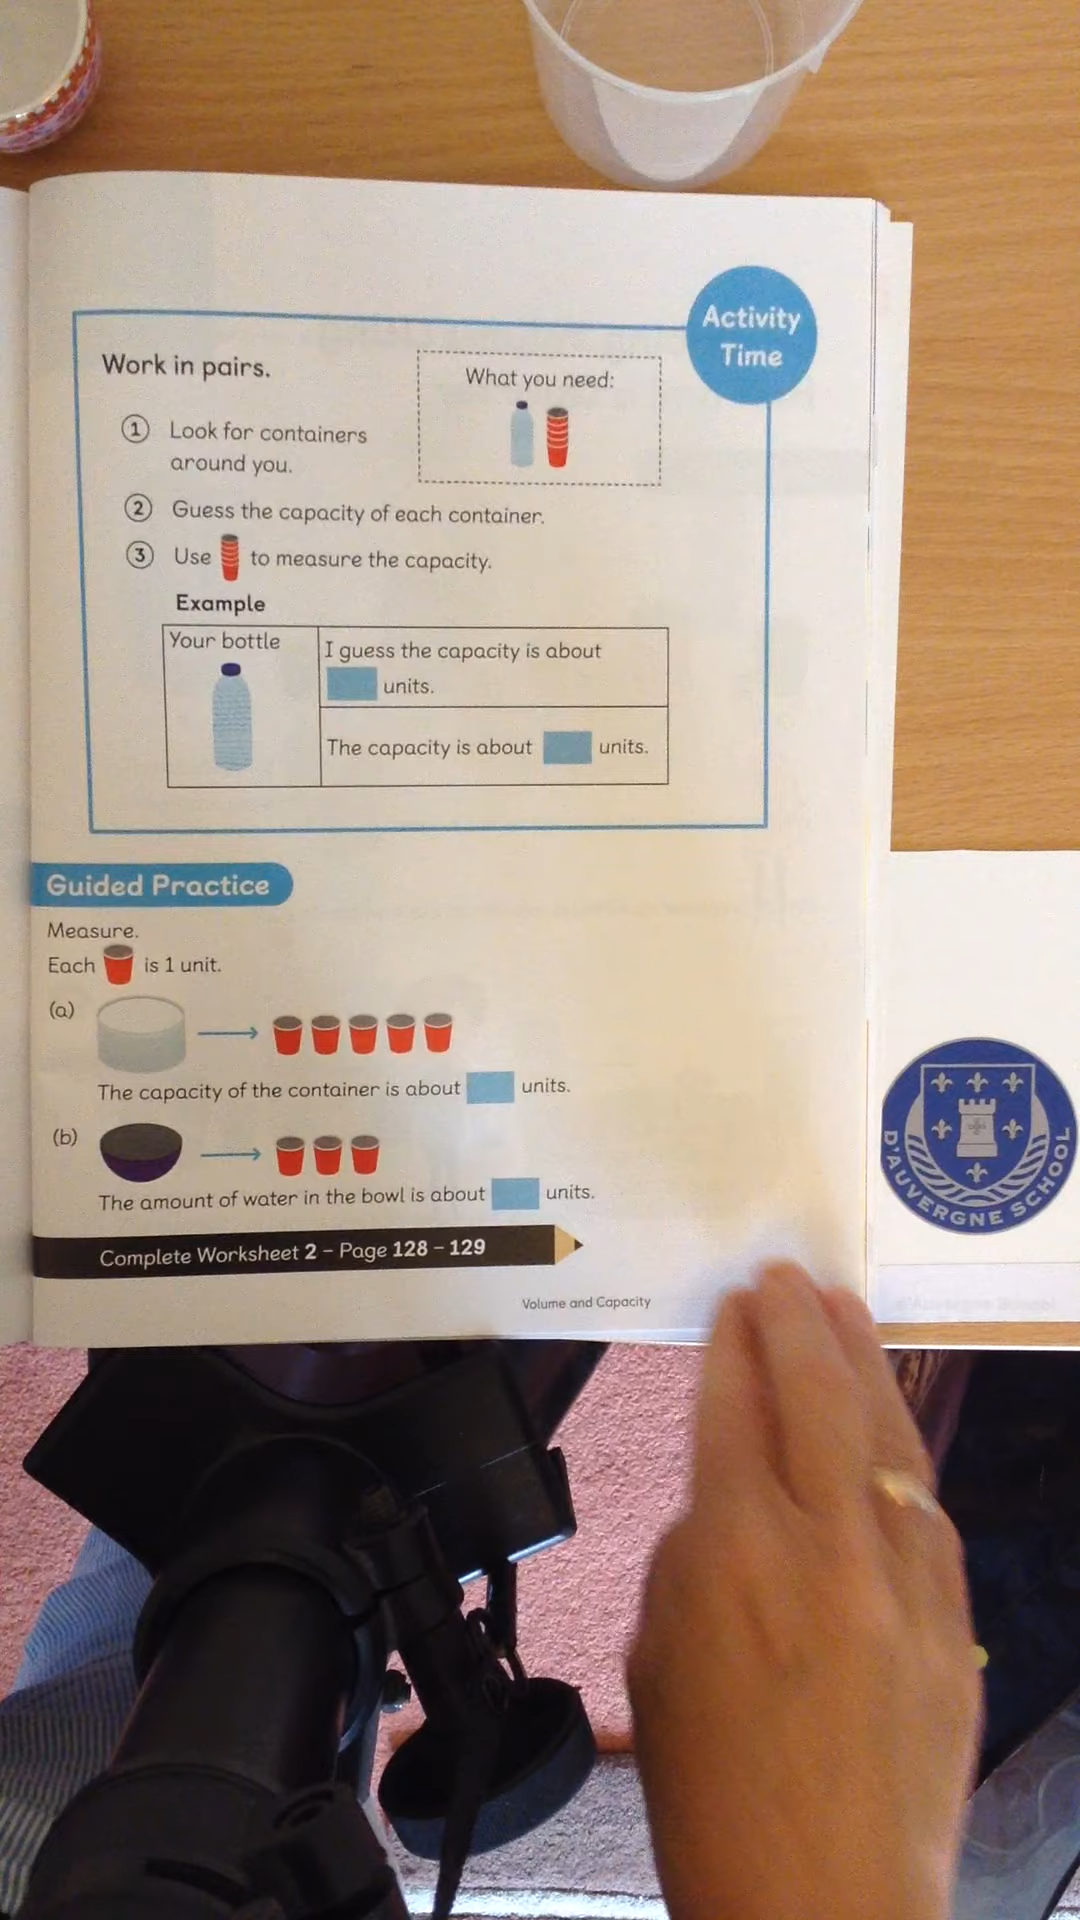 Activity
Time
Work in pairs.
What you need:
1 Look for containers
around you.
2 Guess the capacity of each container.
3 Use to measure the capacity.
Example
Your bottle
I guess the capacity is about
units.
The capacity is about units.
Guided Practice
Measure.
Each is 1 unit.
(a)
The capacity of the container is about units.
(b)
The amount of water in the bowl is about units.
Complete Worksheet 2 – Page 128 – 129
Volume and Capacity
D'AUVERGNE SCHOOL